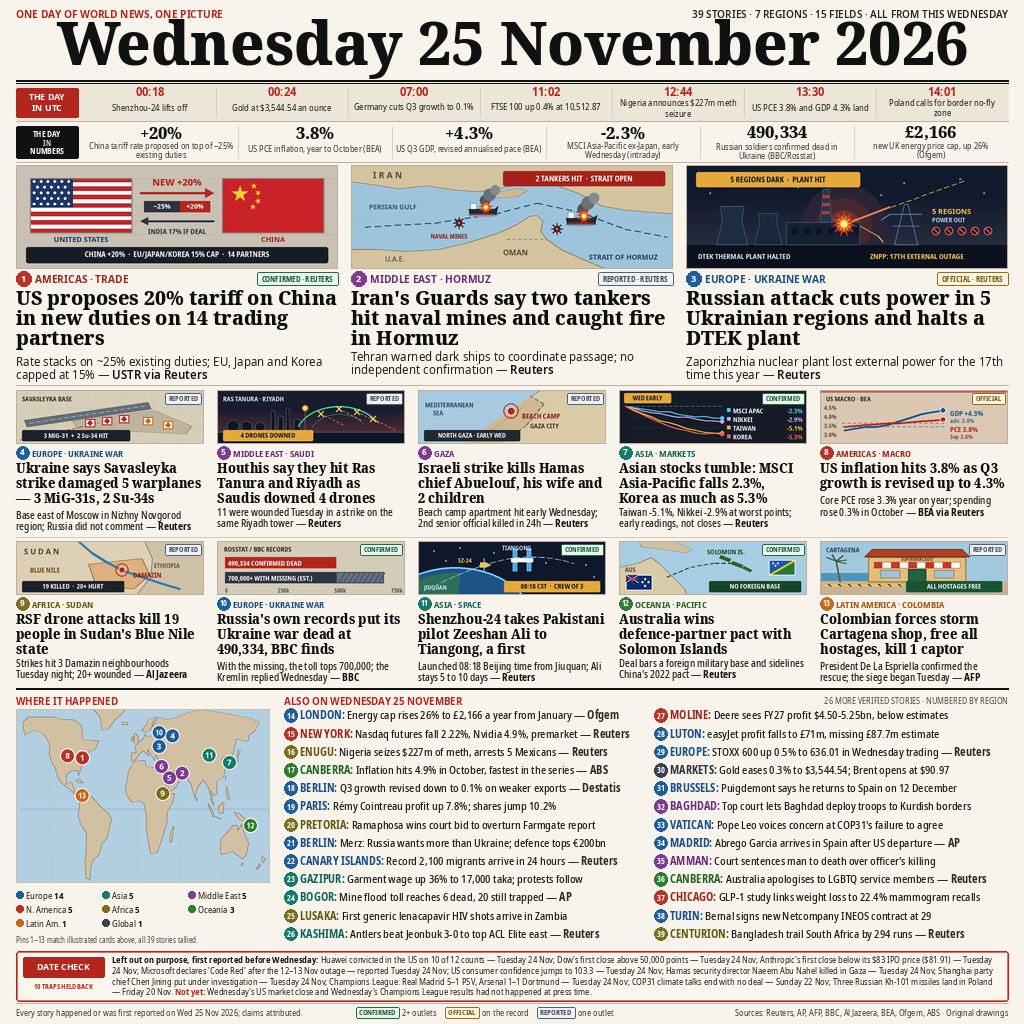 ONE DAY OF WORLD NEWS, ONE PICTURE
39 STORIES · 7 REGIONS · 15 FIELDS · ALL FROM THIS WEDNESDAY
Wednesday 25 November 2026
THE DAY
IN UTC
00:18
Shenzhou-24 lifts off
00:24
Gold at $3,544.54 an ounce
07:00
Germany cuts Q3 growth to 0.1%
11:02
FTSE 100 up 0.4% at 10,512.87
12:44
Nigeria announces $227m meth
seizure
13:30
US PCE 3.8% and GDP 4.3% land
14:01
Poland calls for border no-fly
zone
THE DAY
IN
NUMBERS
+20%
China tariff rate proposed on top of ~25%
existing duties
3.8%
US PCE inflation, year to October (BEA)
+4.3%
US Q3 GDP, revised annualised pace (BEA)
-2.3%
MSCI Asia-Pacific ex-Japan, early
Wednesday (intraday)
490,334
Russian soldiers confirmed dead in
Ukraine (BBC/Rosstat)
£2,166
new UK energy price cap, up 26%
(Ofgem)
NEW +20%
~25% +20%
INDIA 17% IF DEAL
UNITED STATES
CHINA
CHINA +20% · EU/JAPAN/KOREA 15% CAP · 14 PARTNERS
1 AMERICAS · TRADE
CONFIRMED · REUTERS
US proposes 20% tariff on China
in new duties on 14 trading
partners
Rate stacks on ~25% existing duties; EU, Japan and Korea
capped at 15% — USTR via Reuters
IRAN
2 TANKERS HIT · STRAIT OPEN
PERSIAN GULF
NAVAL MINES
OMAN
U.A.E.
STRAIT OF HORMUZ
2 MIDDLE EAST · HORMUZ
REPORTED · REUTERS
Iran's Guards say two tankers
hit naval mines and caught fire
in Hormuz
Tehran warned dark ships to coordinate passage; no
independent confirmation — Reuters
5 REGIONS DARK · PLANT HIT
5 REGIONS
POWER OUT
DTEK THERMAL PLANT HALTED
ZNPP: 17TH EXTERNAL OUTAGE
3 EUROPE · UKRAINE WAR
OFFICIAL · REUTERS
Russian attack cuts power in 5
Ukrainian regions and halts a
DTEK plant
Zaporizhzhia nuclear plant lost external power for the 17th
time this year — Reuters
SAVASLEYKA BASE
REPORTED
3 MiG-31 + 2 Su-34 HIT
4 EUROPE · UKRAINE WAR
Ukraine says Savasleyka
strike damaged 5 warplanes
— 3 MiG-31s, 2 Su-34s
Base east of Moscow in Nizhny Novgorod
region; Russia did not comment — Reuters
RAS TANURA · RIYADH
REPORTED
4 DRONES DOWNED
5 MIDDLE EAST · SAUDI
Houthis say they hit Ras
Tanura and Riyadh as
Saudis downed 4 drones
11 were wounded Tuesday in a strike on the
same Riyadh tower — Reuters
MEDITERRANEAN
SEA
REPORTED
BEACH CAMP
GAZA CITY
NORTH GAZA · EARLY WED
6 GAZA
Israeli strike kills Hamas
chief Abuelouf, his wife and
2 children
Beach camp apartment hit early Wednesday;
2nd senior official killed in 24h — Reuters
WED EARLY
CONFIRMED
MSCI APAC -2.3%
NIKKEI -2.9%
TAIWAN -5.1%
KOREA -5.3%
7 ASIA · MARKETS
Asian stocks tumble: MSCI
Asia-Pacific falls 2.3%,
Korea as much as 5.3%
Taiwan -5.1%, Nikkei -2.9% at worst points;
early readings, not closes — Reuters
US MACRO · BEA
OFFICIAL
4.5%
4.0%
3.5%
3.0%
GDP +4.3%
adv. 3.4%
PCE 3.8%
Sep 3.6%
8 AMERICAS · MACRO
US inflation hits 3.8% as Q3
growth is revised up to 4.3%
Core PCE rose 3.3% year on year; spending
rose 0.3% in October — BEA via Reuters
SUDAN
REPORTED
BLUE NILE
ETHIOPIA
DAMAZIN
19 KILLED · 20+ HURT
9 AFRICA · SUDAN
RSF drone attacks kill 19
people in Sudan's Blue Nile
state
Strikes hit 3 Damazin neighbourhoods
Tuesday night; 20+ wounded — Al Jazeera
ROSSTAT / BBC RECORDS
CONFIRMED
490,334 CONFIRMED DEAD
700,000+ WITH MISSING (EST.)
0 250k 500k 750k
10 EUROPE · UKRAINE WAR
Russia's own records put its
Ukraine war dead at
490,334, BBC finds
With the missing, the toll tops 700,000; the
Kremlin replied Wednesday — BBC
TIANGONG
CONFIRMED
SZ-24
JIUQUAN
08:18 CST · CREW OF 3
11 ASIA · SPACE
Shenzhou-24 takes Pakistani
pilot Zeeshan Ali to
Tiangong, a first
Launched 08:18 Beijing time from Jiuquan; Ali
stays 5 to 10 days — Reuters
SOLOMON IS.
CONFIRMED
AUS
NO FOREIGN BASE
12 OCEANIA · PACIFIC
Australia wins
defence-partner pact with
Solomon Islands
Deal bars a foreign military base and sidelines
China's 2022 pact — Reuters
CARTAGENA
REPORTED
SUPERMERCADO
ALL HOSTAGES FREE
13 LATIN AMERICA · COLOMBIA
Colombian forces storm
Cartagena shop, free all
hostages, kill 1 captor
President De La Espriella confirmed the
rescue; the siege began Tuesday — AFP
WHERE IT HAPPENED
8 1 10 4 3 6 5 2 9 11 7 13 12
Europe 14 Asia 5 Middle East 5
N. America 5 Africa 5 Oceania 3
Latin Am. 1 Global 1
Pins 1–13 match illustrated cards above; all 39 stories tallied.
ALSO ON WEDNESDAY 25 NOVEMBER
26 MORE VERIFIED STORIES · NUMBERED BY REGION
14 LONDON: Energy cap rises 26% to £2,166 a year from January — Ofgem
15 NEW YORK: Nasdaq futures fall 2.22%, Nvidia 4.9%, premarket — Reuters
16 ENUGU: Nigeria seizes $227m of meth, arrests 5 Mexicans — Reuters
17 CANBERRA: Inflation hits 4.9% in October, fastest in the series — ABS
18 BERLIN: Q3 growth revised down to 0.1% on weaker exports — Destatis
19 PARIS: Rémy Cointreau profit up 7.8%; shares jump 10.2%
20 PRETORIA: Ramaphosa wins court bid to overturn Farmgate report
21 BERLIN: Merz: Russia wants more than Ukraine; defence tops €200bn
22 CANARY ISLANDS: Record 2,100 migrants arrive in 24 hours — Reuters
23 GAZIPUR: Garment wage up 36% to 17,000 taka; protests follow
24 BOGOR: Mine flood toll reaches 6 dead, 20 still trapped — AP
25 LUSAKA: First generic lenacapavir HIV shots arrive in Zambia
26 KASHIMA: Antlers beat Jeonbuk 3-0 to top ACL Elite east — Reuters
27 MOLINE: Deere sees FY27 profit $4.50-5.25bn, below estimates
28 LUTON: easyJet profit falls to £71m, missing £87.7m estimate
29 EUROPE: STOXX 600 up 0.5% to 636.01 in Wednesday trading — Reuters
30 MARKETS: Gold eases 0.3% to $3,544.54; Brent opens at $90.97
31 BRUSSELS: Puigdemont says he returns to Spain on 12 December
32 BAGHDAD: Top court lets Baghdad deploy troops to Kurdish borders
33 VATICAN: Pope Leo voices concern at COP31's failure to agree
34 MADRID: Abrego Garcia arrives in Spain after US departure — AP
35 AMMAN: Court sentences man to death over officer's killing
36 CANBERRA: Australia apologises to LGBTQ service members — Reuters
37 CHICAGO: GLP-1 study links weight loss to 22.4% mammogram recalls
38 TURIN: Bernal signs new Netcompany INEOS contract at 29
39 CENTURION: Bangladesh trail South Africa by 294 runs — Reuters
DATE CHECK
10 TRAPS HELD BACK
Left out on purpose, first reported before Wednesday: Huawei convicted in the US on 10 of 12 counts — Tuesday 24 Nov; Dow's first close above 50,000 points — Tuesday 24 Nov; Anthropic's first close below its $83 IPO price ($81.91) — Tuesday
24 Nov; Microsoft declares 'Code Red' after the 12–13 Nov outage — reported Tuesday 24 Nov; US consumer confidence jumps to 103.3 — Tuesday 24 Nov; Hamas security director Naeem Abu Nahel killed in Gaza — Tuesday 24 Nov; Shanghai party
chief Chen Jining put under investigation — Tuesday 24 Nov; Champions League: Real Madrid 5–1 PSV, Arsenal 1–1 Dortmund — Tuesday 24 Nov; COP31 climate talks end with no deal — Sunday 22 Nov; Three Russian Kh-101 missiles land in Poland
— Friday 20 Nov. Not yet: Wednesday's US market close and Wednesday's Champions League results had not happened at press time.
Every story happened or was first reported on Wed 25 Nov 2026; claims attributed.
CONFIRMED 2+ outlets OFFICIAL on the record REPORTED one outlet
Sources: Reuters, AP, AFP, BBC, Al Jazeera, BEA, Ofgem, ABS · Original drawings